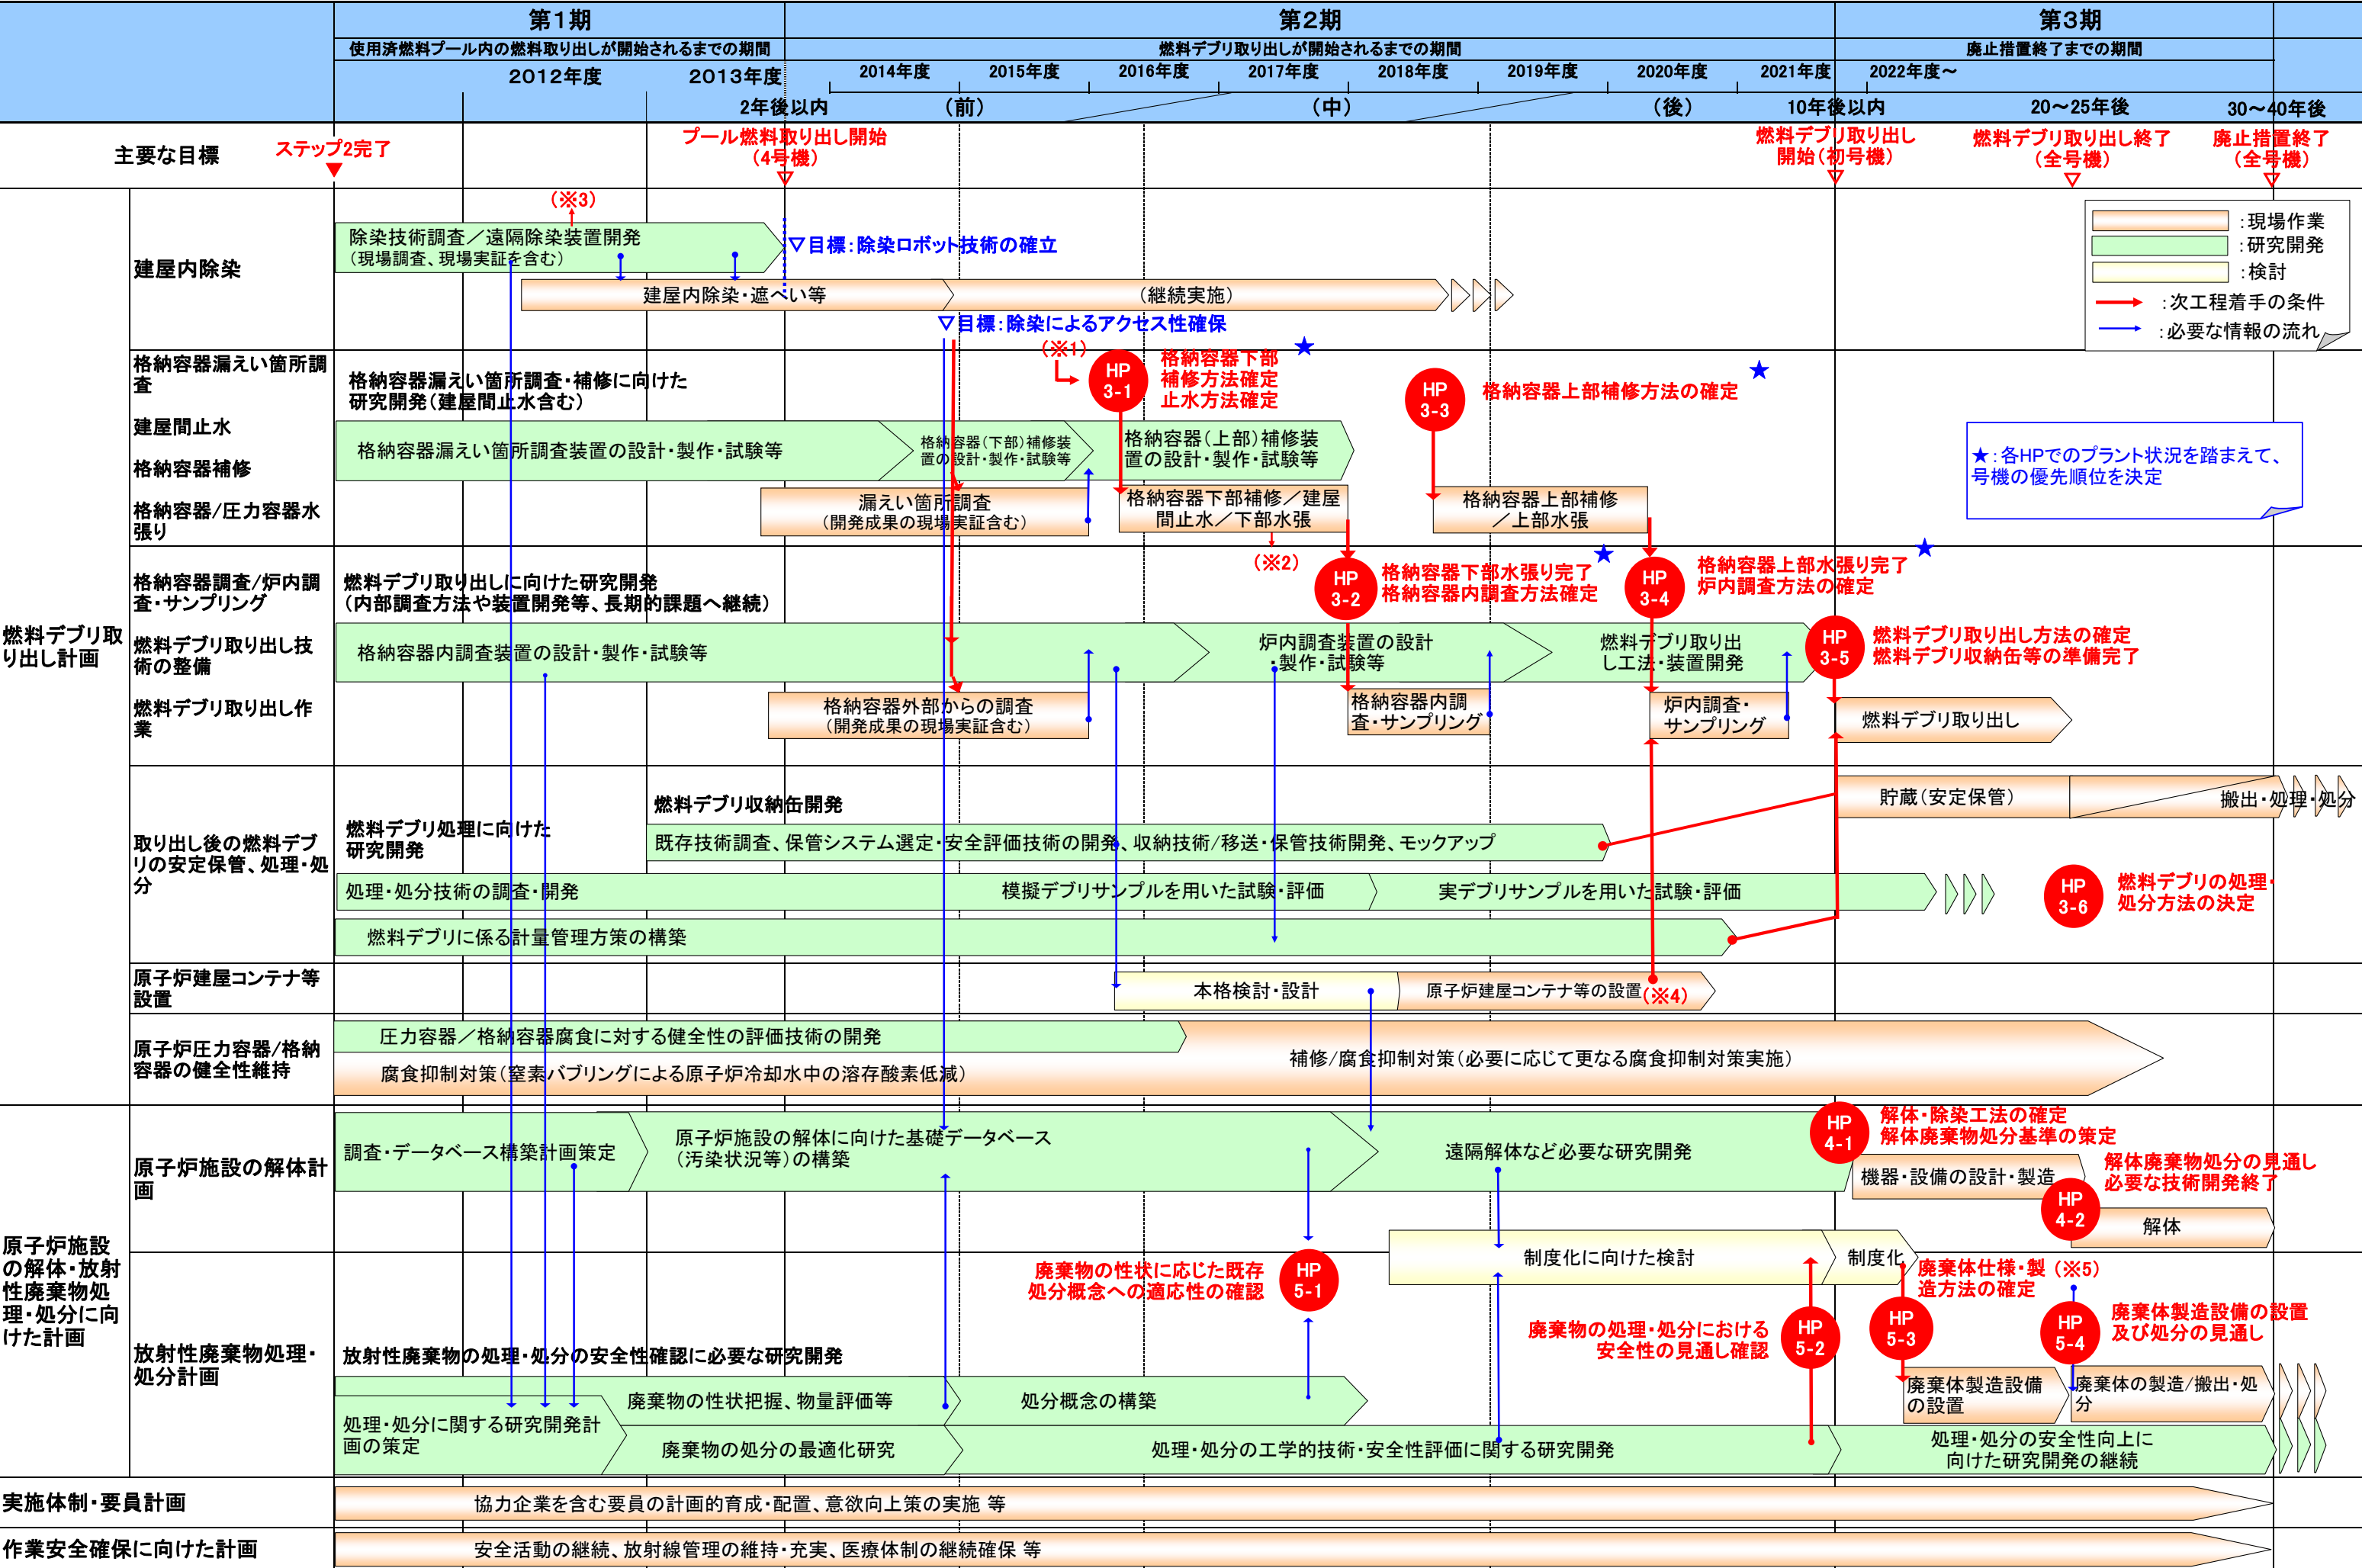 第1期
第2期
第3期
使用済燃料プール内の燃料取り出しが開始されるまでの期間
燃料デブリ取り出しが開始されるまでの期間
廃止措置終了までの期間
2012年度
2013年度
2014年度
2015年度
2016年度
2017年度
2018年度
2019年度
2020年度
2021年度
2022年度～
2年後以内
（前）
（中）
（後）
10年後以内
20～25年後
30～40年後
主要な目標
ステップ2完了
プール燃料取り出し開始
（4号機）
燃料デブリ取り出し
開始（初号機）
燃料デブリ取り出し終了
（全号機）
廃止措置終了
（全号機）
：現場作業
：研究開発
：検討
：次工程着手の条件
：必要な情報の流れ
燃料デブリ取
り出し計画
建屋内除染
（※3）
除染技術調査／遠隔除染装置開発
（現場調査、現場実証を含む）
▽目標：除染ロボット技術の確立
建屋内除染・遮へい等
（継続実施）
▽目標：除染によるアクセス性確保
格納容器漏えい箇所調
査
建屋間止水
格納容器補修
格納容器/圧力容器水
張り
格納容器漏えい箇所調査・補修に向けた
研究開発（建屋間止水含む）
（※1）
HP
3-1
格納容器下部
補修方法確定
止水方法確定
★
HP
3-3
格納容器上部補修方法の確定
★
格納容器漏えい箇所調査装置の設計・製作・試験等
格納容器（下部）補修装
置の設計・製作・試験等
格納容器（上部）補修装
置の設計・製作・試験等
漏えい箇所調査
（開発成果の現場実証含む）
格納容器下部補修／建屋
間止水／下部水張
格納容器上部補修
／上部水張
★：各HPでのプラント状況を踏まえて、
号機の優先順位を決定
格納容器調査/炉内調
査・サンプリング
燃料デブリ取り出し技
術の整備
燃料デブリ取り出し作
業
燃料デブリ取り出しに向けた研究開発
（内部調査方法や装置開発等、長期的課題へ継続）
（※2）
HP
3-2
格納容器下部水張り完了
格納容器内調査方法確定
★
HP
3-4
格納容器上部水張り完了
炉内調査方法の確定
★
格納容器内調査装置の設計・製作・試験等
炉内調査装置の設計
・製作・試験等
燃料デブリ取り出
し工法・装置開発
HP
3-5
燃料デブリ取り出し方法の確定
燃料デブリ収納缶等の準備完了
格納容器外部からの調査
（開発成果の現場実証含む）
格納容器内調
査・サンプリング
炉内調査・
サンプリング
燃料デブリ取り出し
取り出し後の燃料デブ
リの安定保管、処理・処
分
燃料デブリ処理に向けた
研究開発
燃料デブリ収納缶開発
貯蔵（安定保管）
搬出・処理・処分
既存技術調査、保管システム選定・安全評価技術の開発、収納技術/移送・保管技術開発、モックアップ
処理・処分技術の調査・開発
模擬デブリサンプルを用いた試験・評価
実デブリサンプルを用いた試験・評価
HP
3-6
燃料デブリの処理・
処分方法の決定
燃料デブリに係る計量管理方策の構築
原子炉建屋コンテナ等
設置
本格検討・設計
原子炉建屋コンテナ等の設置
（※4）
原子炉圧力容器/格納
容器の健全性維持
圧力容器／格納容器腐食に対する健全性の評価技術の開発
腐食抑制対策（窒素バブリングによる原子炉冷却水中の溶存酸素低減）
補修/腐食抑制対策（必要に応じて更なる腐食抑制対策実施）
原子炉施設
の解体・放射
性廃棄物処
理・処分に向
けた計画
原子炉施設の解体計
画
調査・データベース構築計画策定
原子炉施設の解体に向けた基礎データベース
（汚染状況等）の構築
遠隔解体など必要な研究開発
HP
4-1
解体・除染工法の確定
解体廃棄物処分基準の策定
機器・設備の設計・製造
HP
4-2
解体廃棄物処分の見通し
必要な技術開発終了
解体
制度化に向けた検討
制度化
放射性廃棄物処理・
処分計画
廃棄物の性状に応じた既存
処分概念への適応性の確認
HP
5-1
廃棄物の処理・処分における
安全性の見通し確認
HP
5-2
HP
5-3
廃棄体仕様・製
造方法の確定
（※5）
HP
5-4
廃棄体製造設備の設置
及び処分の見通し
放射性廃棄物の処理・処分の安全性確認に必要な研究開発
廃棄物の性状把握、物量評価等
処分概念の構築
廃棄体製造設備
の設置
廃棄体の製造/搬出・処
分
処理・処分に関する研究開発計
画の策定
廃棄物の処分の最適化研究
処理・処分の工学的技術・安全性評価に関する研究開発
処理・処分の安全性向上に
向けた研究開発の継続
実施体制・要員計画
協力企業を含む要員の計画的育成・配置、意欲向上策の実施 等
作業安全確保に向けた計画
安全活動の継続、放射線管理の維持・充実、医療体制の継続確保 等